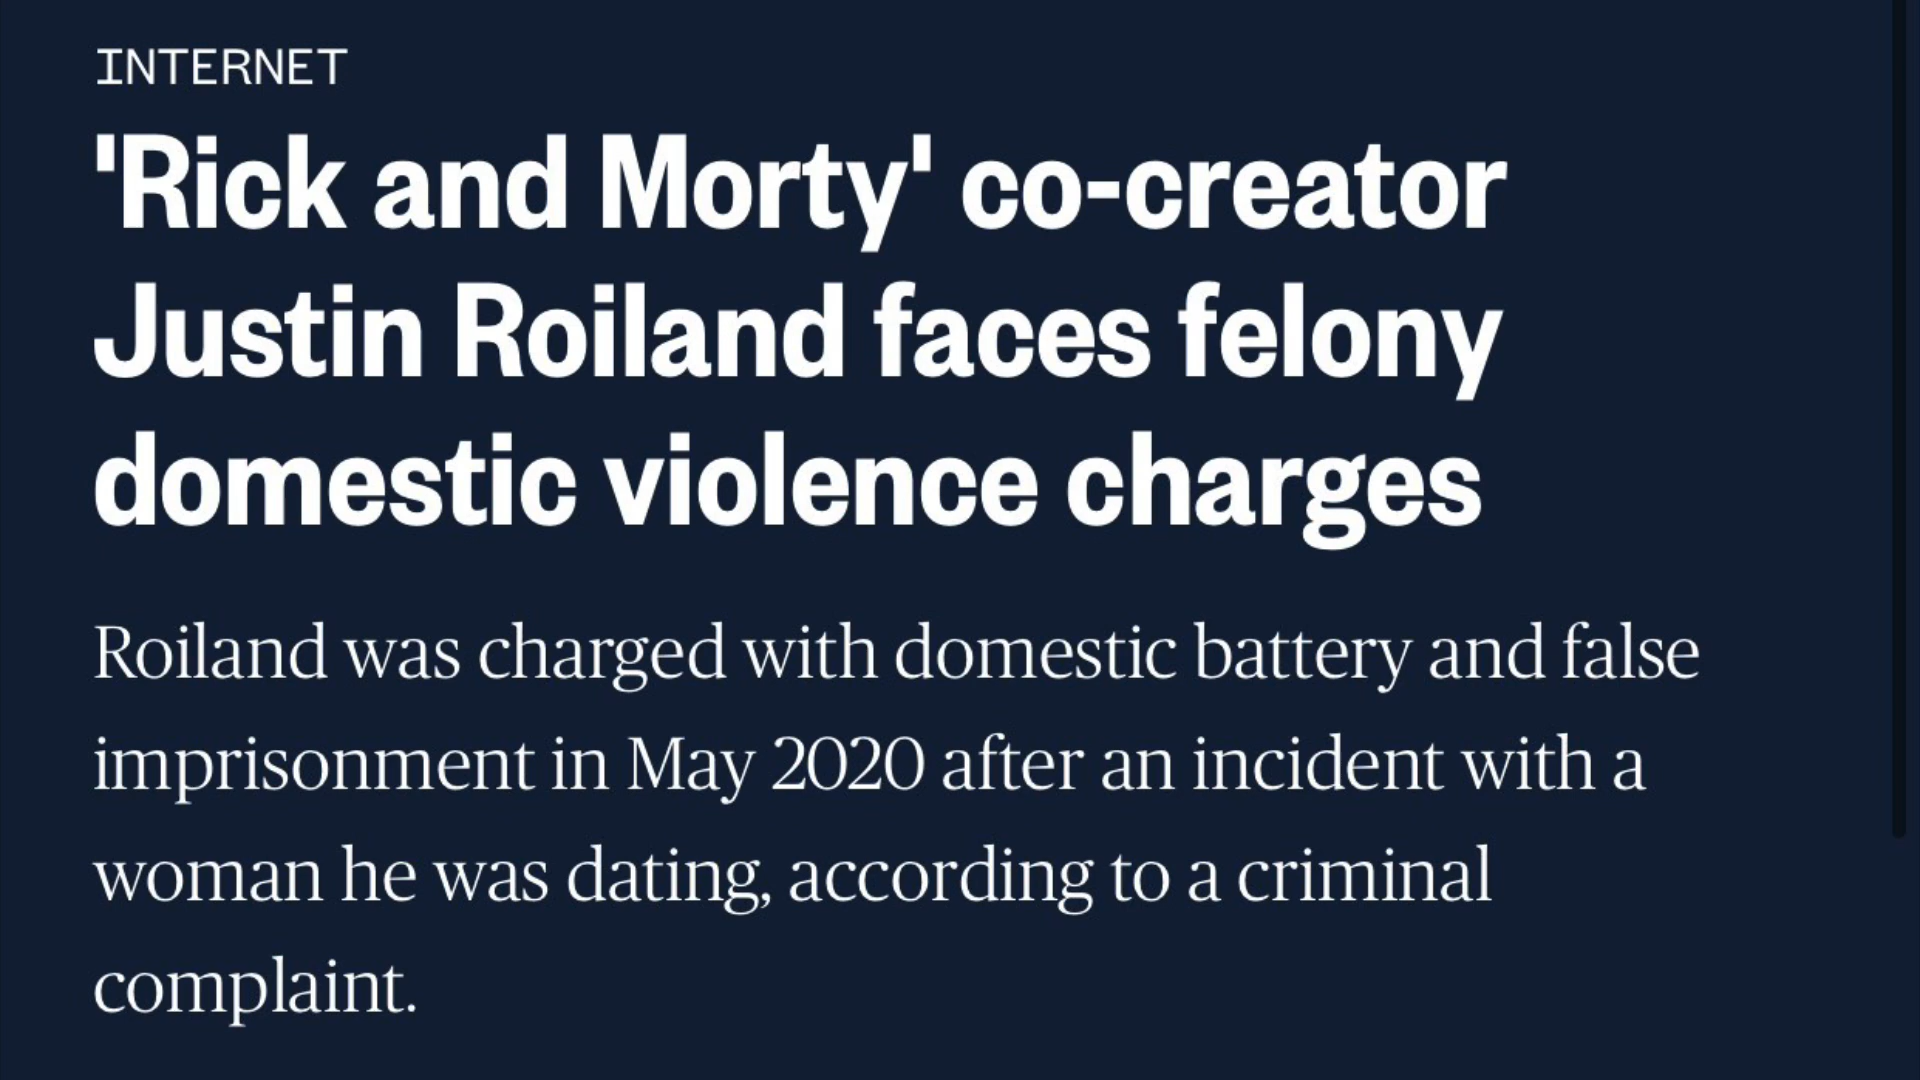 INTERNET
'Rick and Morty' co-creator
Justin Roiland faces felony
domestic violence charges
Roiland was charged with domestic battery and false
imprisonment in May 2020 after an incident with a
woman he was dating, according to a criminal
complaint.